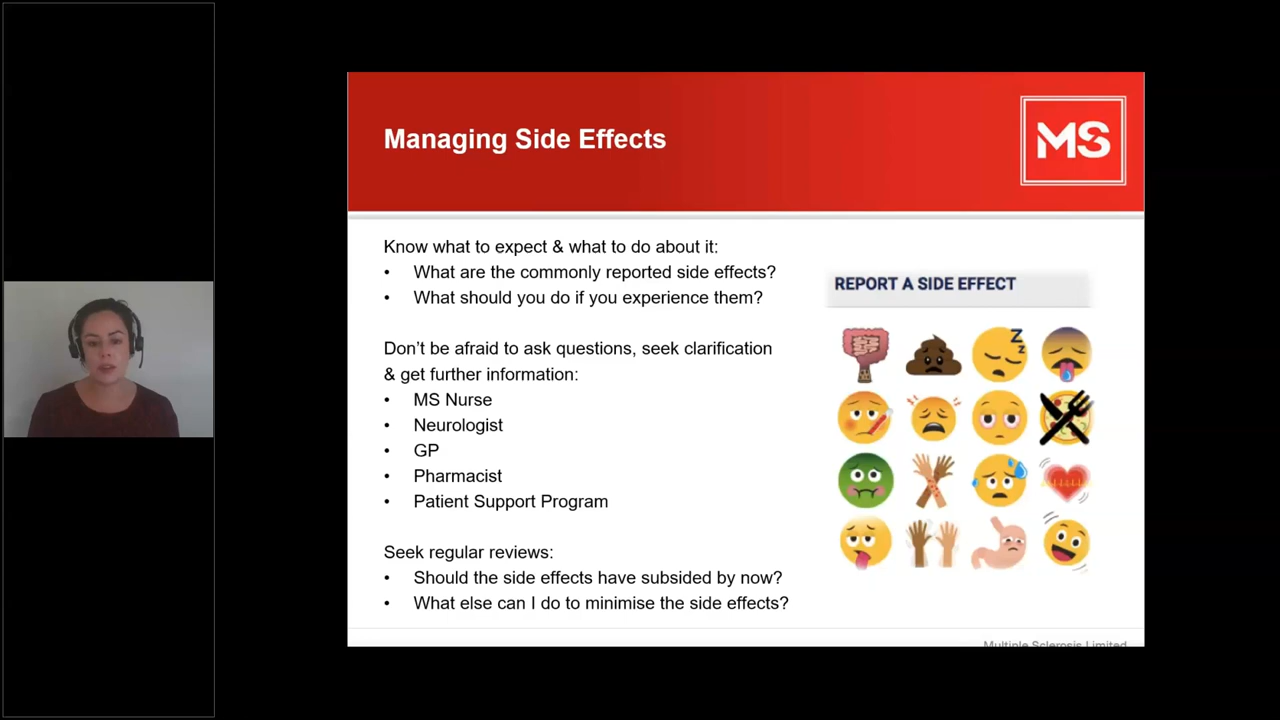 Managing Side Effects
MS
Know what to expect & what to do about it:
• What are the commonly reported side effects?
• What should you do if you experience them?
Don't be afraid to ask questions, seek clarification
& get further information:
• MS Nurse
• Neurologist
• GP
• Pharmacist
• Patient Support Program
Seek regular reviews:
• Should the side effects have subsided by now?
• What else can I do to minimise the side effects?
REPORT A SIDE EFFECT
Z
Z
Multiple Sclerosis Limited